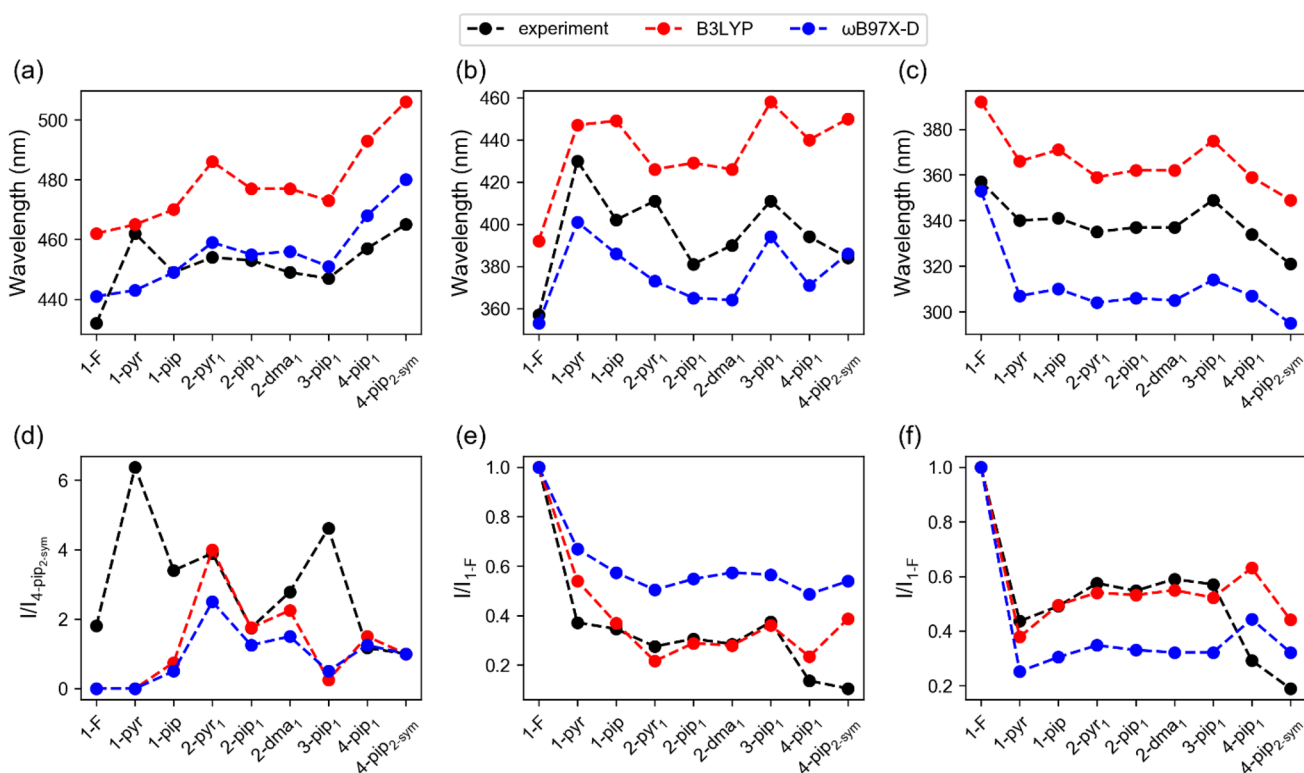 experiment B3LYP ωB97X-D
(a) (b) (c)
Wavelength (nm)
500
480
460
440
1-F 1-pyr 1-pip 2-pyr₁ 2-pip₁ 2-dma₁ 3-pip₁ 4-pip₁ 4-pip₂₋sym
Wavelength (nm)
460
440
420
400
380
360
1-F 1-pyr 1-pip 2-pyr₁ 2-pip₁ 2-dma₁ 3-pip₁ 4-pip₁ 4-pip₂₋sym
Wavelength (nm)
380
360
340
320
300
1-F 1-pyr 1-pip 2-pyr₁ 2-pip₁ 2-dma₁ 3-pip₁ 4-pip₁ 4-pip₂₋sym
(d) (e) (f)
I/I4-pip₂₋sym
6
4
2
0
1-F 1-pyr 1-pip 2-pyr₁ 2-pip₁ 2-dma₁ 3-pip₁ 4-pip₁ 4-pip₂₋sym
I/I1-F
1.0
0.8
0.6
0.4
0.2
1-F 1-pyr 1-pip 2-pyr₁ 2-pip₁ 2-dma₁ 3-pip₁ 4-pip₁ 4-pip₂₋sym
I/I1-F
1.0
0.8
0.6
0.4
0.2
1-F 1-pyr 1-pip 2-pyr₁ 2-pip₁ 2-dma₁ 3-pip₁ 4-pip₁ 4-pip₂₋sym